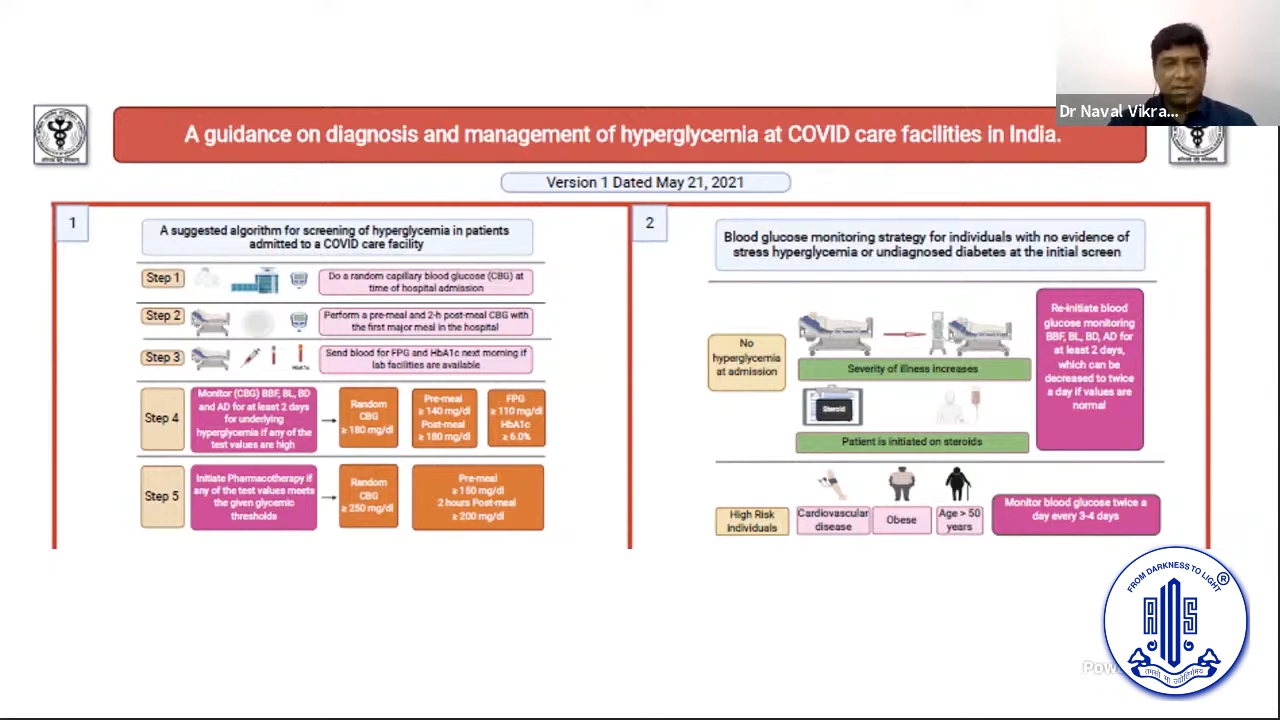 Dr Naval Vikra...
A guidance on diagnosis and management of hyperglycemia at COVID care facilities in India.
Version 1 Dated May 21, 2021
1
A suggested algorithm for screening of hyperglycemia in patients
admitted to a COVID care facility
Step 1
Do a random capillary blood glucose (CBG) at
time of hospital admission
Step 2
Perform a pre-meal and 2-h post-meal CBG with
the first major meal in the hospital
Step 3
HbA1c
Send blood for FPG and HbA1c next morning if
lab facilities are available
Step 4
Monitor (CBG) BBF, BL, BD
and AD for at least 2 days
for underlying
hyperglycemia if any of the
test values are high
Random
CBG
≥ 180 mg/dl
Pre-meal
≥ 140 mg/dl
Post-meal
≥ 180 mg/dl
FPG
≥ 110 mg/dl
HbA1c
≥ 6.0%
Step 5
Initiate Pharmacotherapy if
any of the test values meets
the given glycemic
thresholds
Random
CBG
≥ 250 mg/dl
Pre-meal
≥ 150 mg/dl
2 hours Post-meal
≥ 200 mg/dl
2
Blood glucose monitoring strategy for individuals with no evidence of
stress hyperglycemia or undiagnosed diabetes at the initial screen
No
hyperglycemia
at admission
Severity of illness increases
Steroid
Patient is initiated on steroids
Re-initiate blood
glucose monitoring
BBF, BL, BD, AD for
at least 2 days,
which can be
decreased to twice
a day if values are
normal
High Risk
individuals
Cardiovascular
disease
Obese
Age > 50
years
Monitor blood glucose twice a
day every 3-4 days
FROM DARKNESS TO LIGHT
®
AIOS
तमसो मा ज्योतिर्गमय